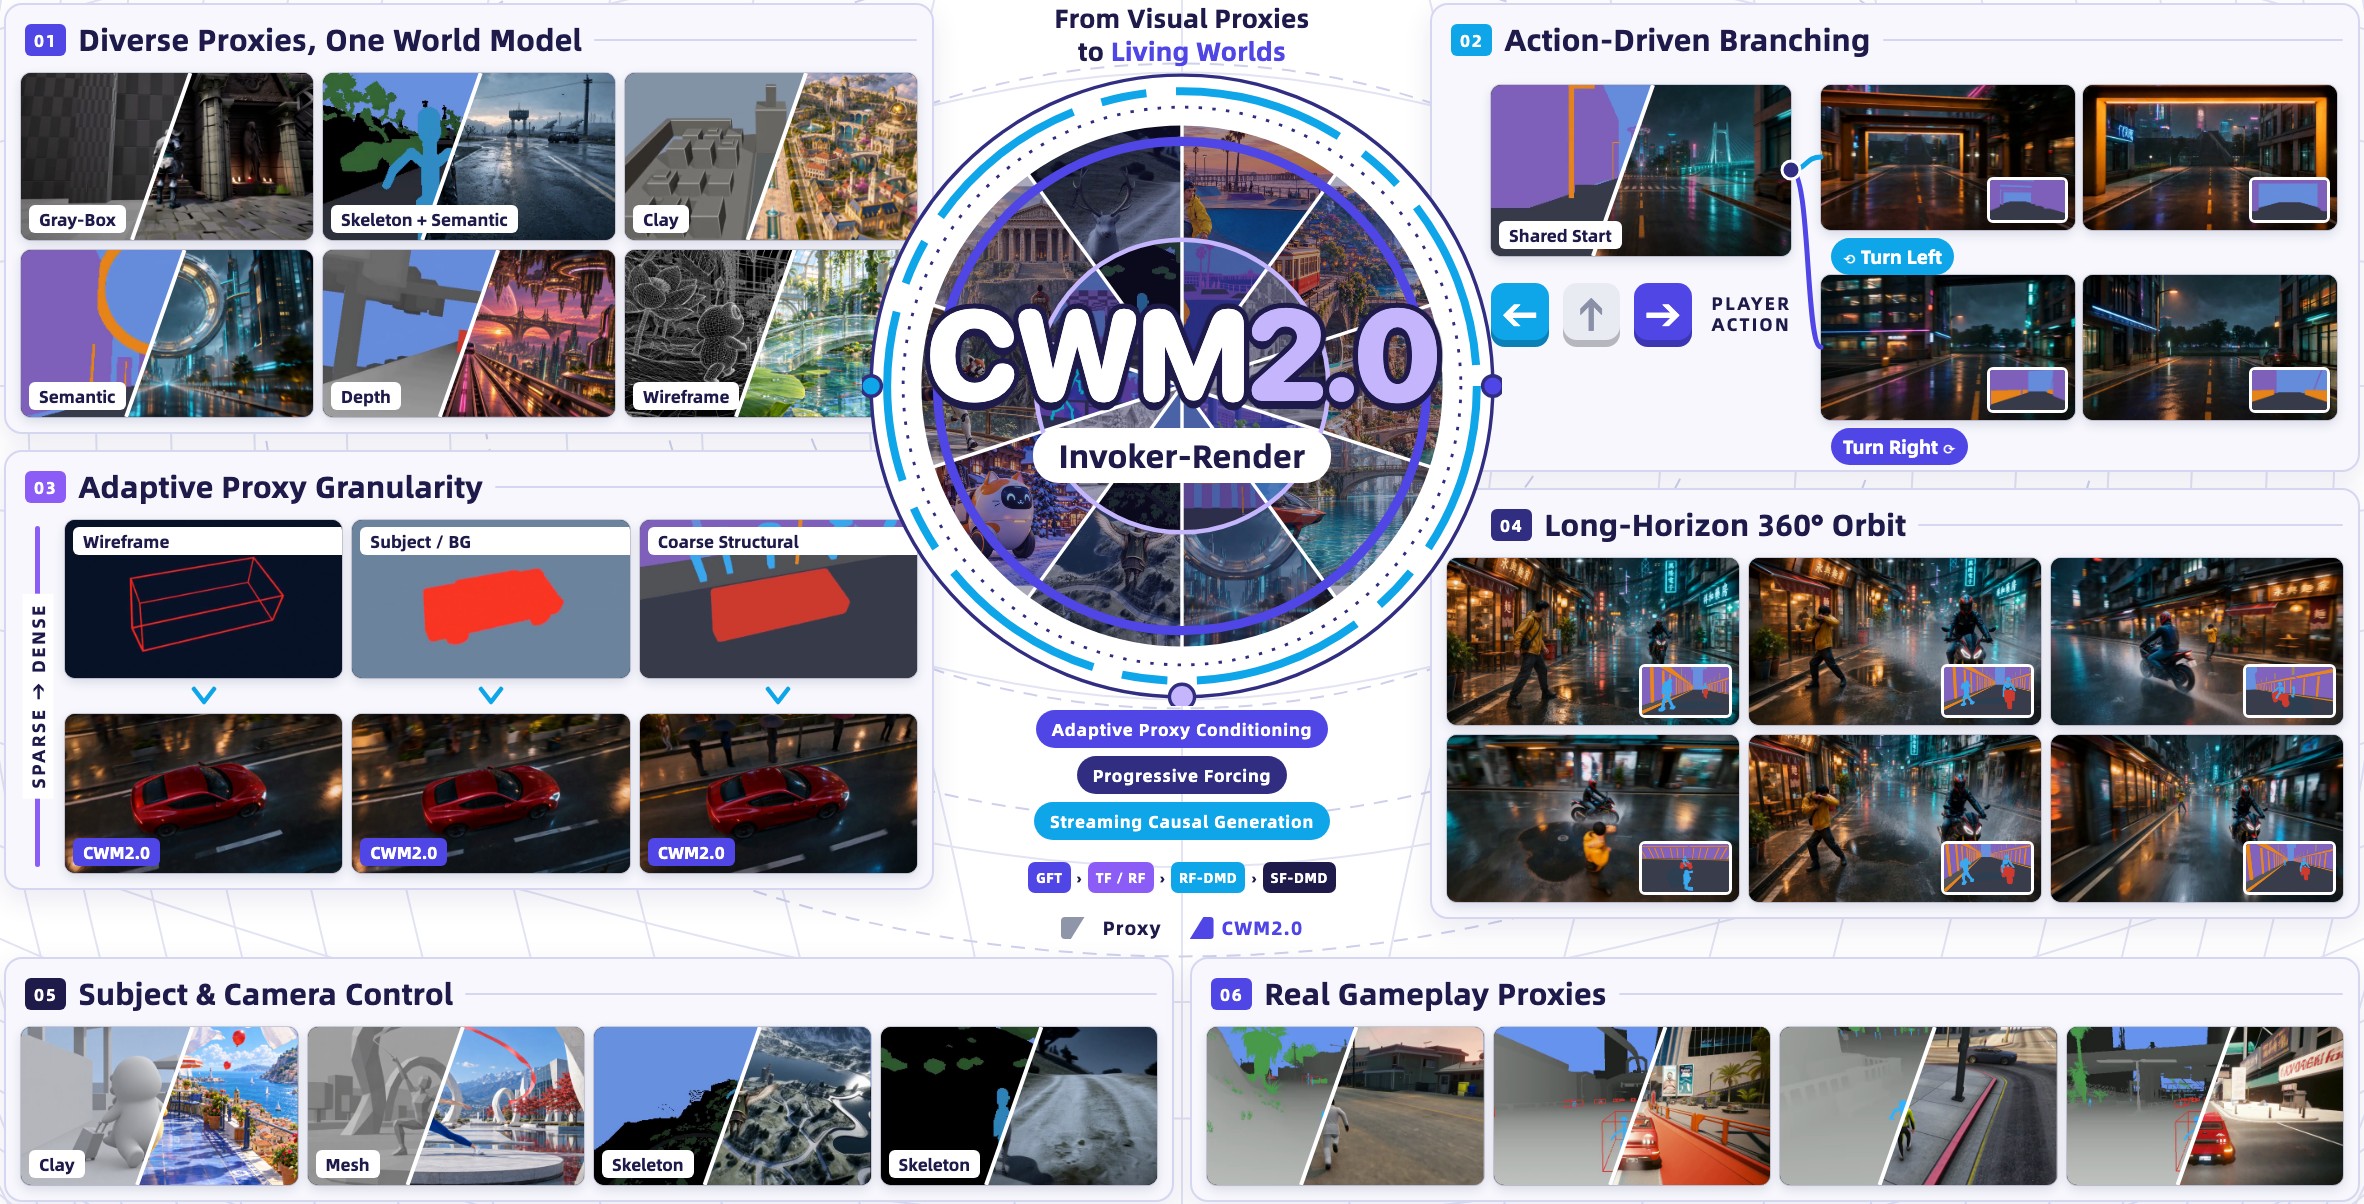 From Visual Proxies
to Living Worlds
CWM2.0
Invoker-Render
Adaptive Proxy Conditioning
Progressive Forcing
Streaming Causal Generation
GFT › TF / RF › RF-DMD › SF-DMD
Proxy CWM2.0
01 Diverse Proxies, One World Model
Gray-Box
Skeleton + Semantic
Clay
Semantic
Depth
Wireframe
02 Action-Driven Branching
Shared Start
← ↑ → PLAYER
ACTION
⟲ Turn Left
Turn Right ⟳
03 Adaptive Proxy Granularity
SPARSE → DENSE
Wireframe
Subject / BG
Coarse Structural
CWM2.0
CWM2.0
CWM2.0
04 Long-Horizon 360° Orbit
05 Subject & Camera Control
Clay
Mesh
Skeleton
Skeleton
06 Real Gameplay Proxies